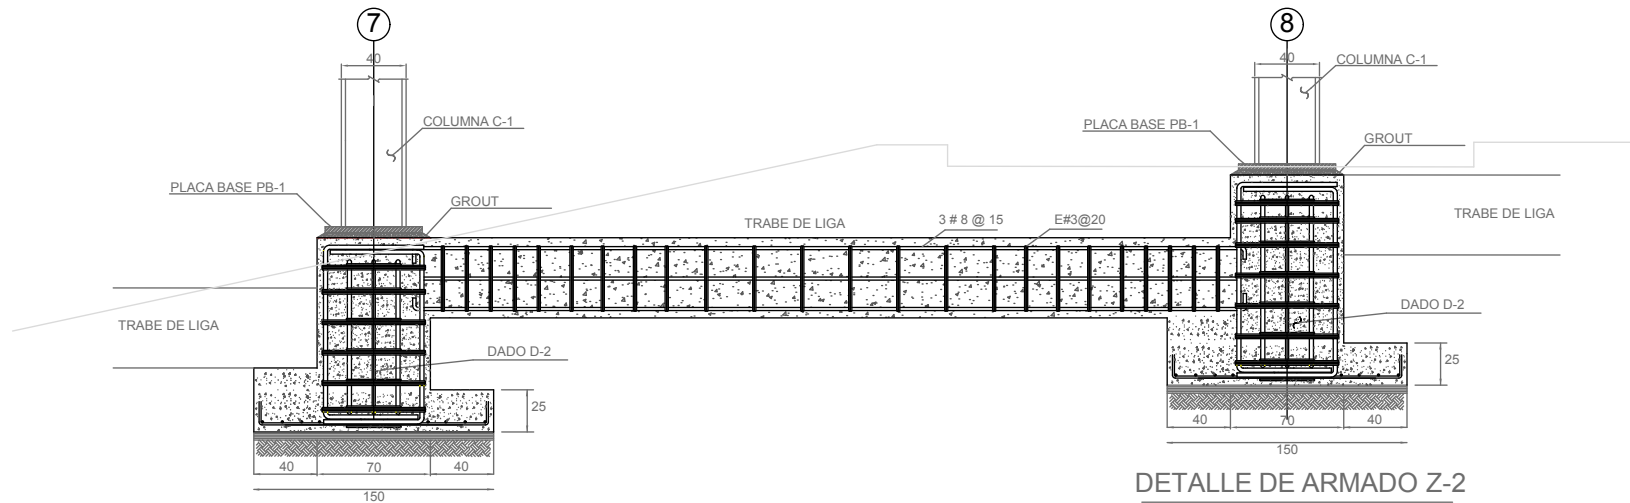 7
8
40
40
COLUMNA C-1
COLUMNA C-1
PLACA BASE PB-1
GROUT
PLACA BASE PB-1
GROUT
TRABE DE LIGA
3 # 8 @ 15
E#3@20
TRABE DE LIGA
TRABE DE LIGA
DADO D-2
DADO D-2
25
25
40
70
40
150
40
70
40
150
DETALLE DE ARMADO Z-2